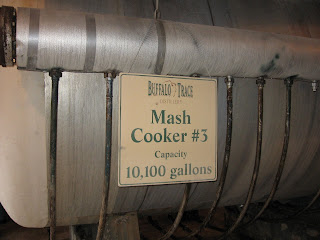 BUFFALO TRACE
DISTILLERY
Mash
Cooker #3
Capacity
10,100 gallons